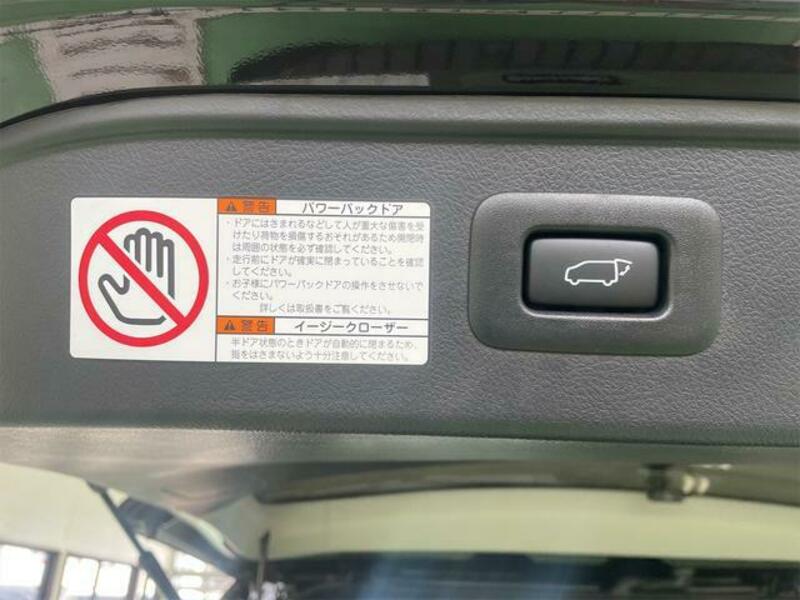 警告 パワーバックドア
・ドアにはさまれるなどして人が重大な傷害を受
けたり荷物を損傷するおそれがあるため開閉時
は周囲の状態を必ず確認してください。
・走行前にドアが確実に閉まっていることを確認
してください。
・お子様にパワーバックドアの操作をさせないで
ください。
詳しくは取扱書をご覧ください。
警告 イージークローザー
半ドア状態のときドアが自動的に閉まるため、
指をはさまないよう十分注意してください。